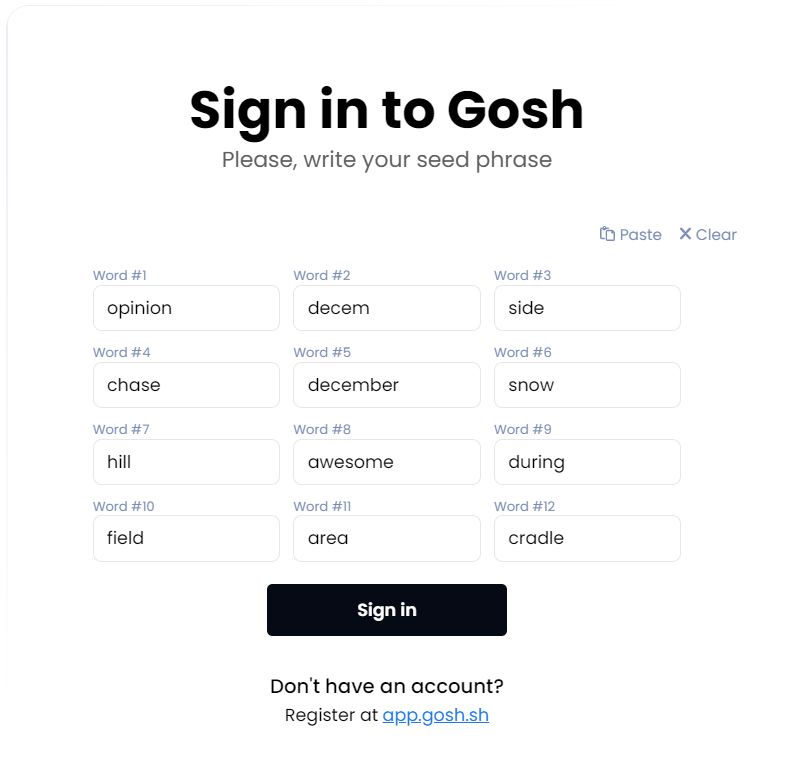 Sign in to Gosh
Please, write your seed phrase
Paste Clear
Word #1 Word #2 Word #3
opinion decem side
Word #4 Word #5 Word #6
chase december snow
Word #7 Word #8 Word #9
hill awesome during
Word #10 Word #11 Word #12
field area cradle
Sign in
Don't have an account?
Register at app.gosh.sh